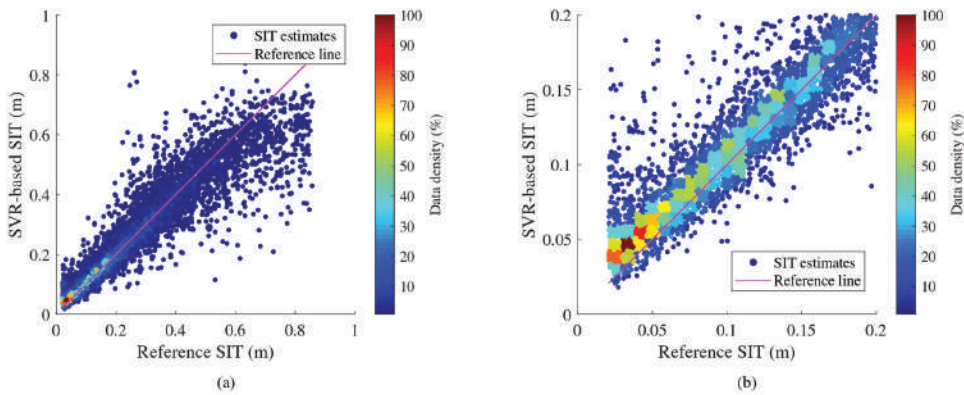 1
0.8
0.6
0.4
0.2
0
0 0.2 0.4 0.6 0.8 1
SVR-based SIT (m)
Reference SIT (m)
SIT estimates
Reference line
100
90
80
70
60
50
40
30
20
10
Data density (%)
(a)
0.2
0.15
0.1
0.05
0
0 0.05 0.1 0.15 0.2
SVR-based SIT (m)
Reference SIT (m)
SIT estimates
Reference line
100
90
80
70
60
50
40
30
20
10
Data density (%)
(b)